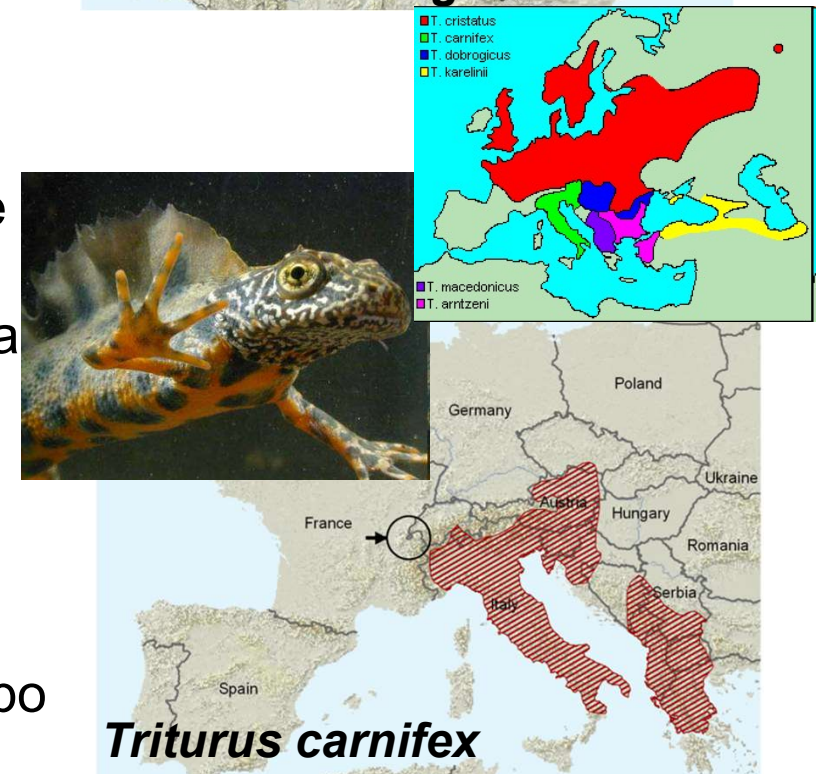 T. cristatus
T. carnifex
T. dobrogicus
T. karelinii
T. macedonicus
T. arntzeni
Poland
Germany
Ukraine
Austria
France
Hungary
Romania
Serbia
Italy
Spain
Triturus carnifex